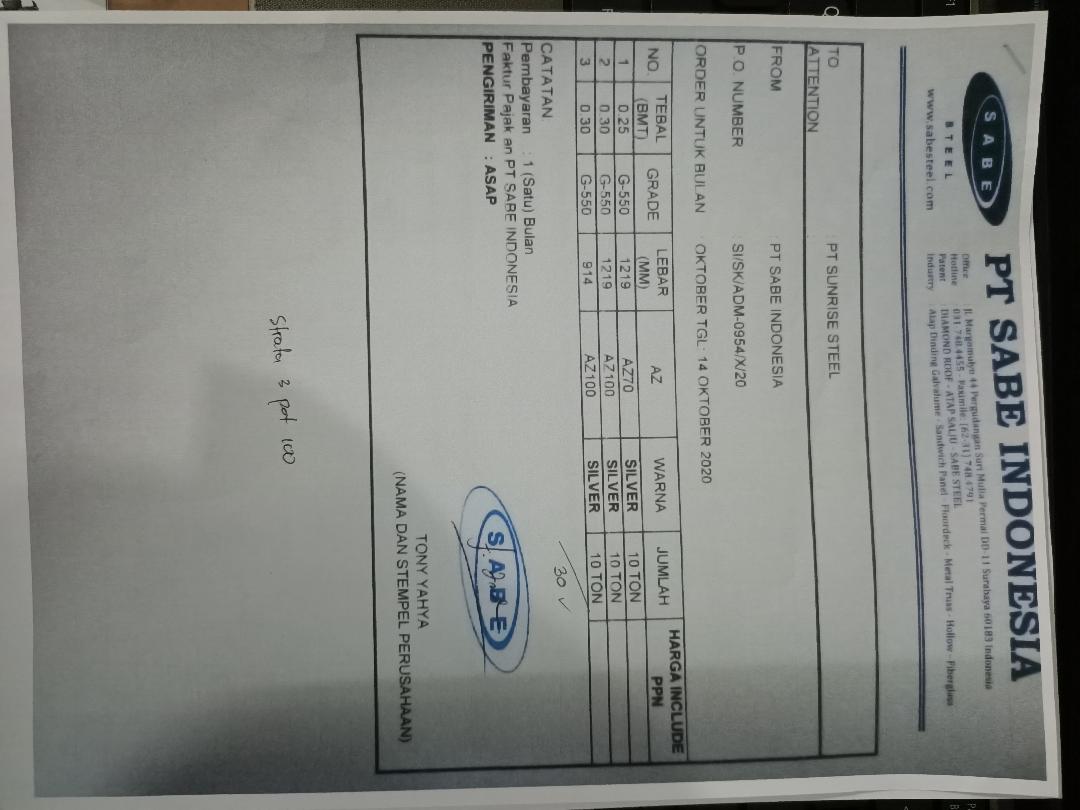 SABE
STEEL
www.sabesteel.com
PT SABE INDONESIA
Office : Jl. Margomulyo 44 Pergudangan Suri Mulia Permai DD-11 Surabaya 60183 Indonesia
Hotline : 031 748 4455 - Faximile: (62-31) 748 4791
Patent : DIAMOND ROOF - ATAP SALJU - SABE STEEL
Industry : Atap Dinding Galvalume - Sandwich Panel - Floordeck - Metal Truss - Hollow - Fiberglass
TO : PT SUNRISE STEEL
ATTENTION :
FROM : PT SABE INDONESIA
P.O. NUMBER : SI/SK/ADM-0954/X/20
ORDER UNTUK BULAN : OKTOBER TGL : 14 OKTOBER 2020
NO. TEBAL (BMT) GRADE LEBAR (MM) AZ WARNA JUMLAH HARGA INCLUDE PPN
1 0.25 G-550 1219 AZ70 SILVER 10 TON
2 0.30 G-550 1219 AZ100 SILVER 10 TON
3 0.30 G-550 914 AZ100 SILVER 10 TON
30
CATATAN:
Pembayaran : 1 (Satu) Bulan
Faktur Pajak an PT SABE INDONESIA
PENGIRIMAN : ASAP
SABE
TONY YAHYA
(NAMA DAN STEMPEL PERUSAHAAN)
Strata 3 pot 100